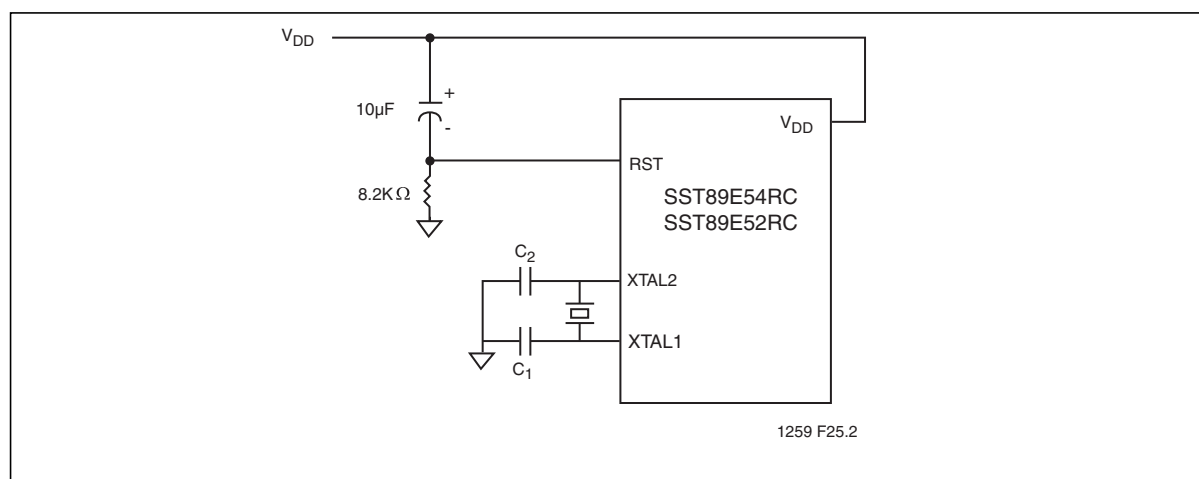 VDD
10µF
+
-
VDD
RST
8.2KΩ
SST89E54RC
SST89E52RC
C2
XTAL2
XTAL1
C1
1259 F25.2